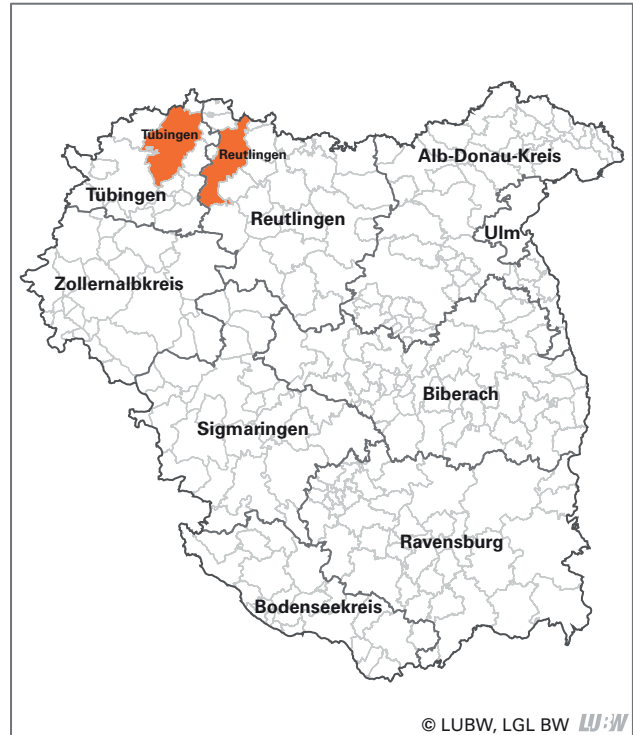 Tübingen
Reutlingen
Alb-Donau-Kreis
Tübingen
Reutlingen
Ulm
Zollernalbkreis
Biberach
Sigmaringen
Ravensburg
Bodenseekreis
© LUBW, LGL BW LUBW